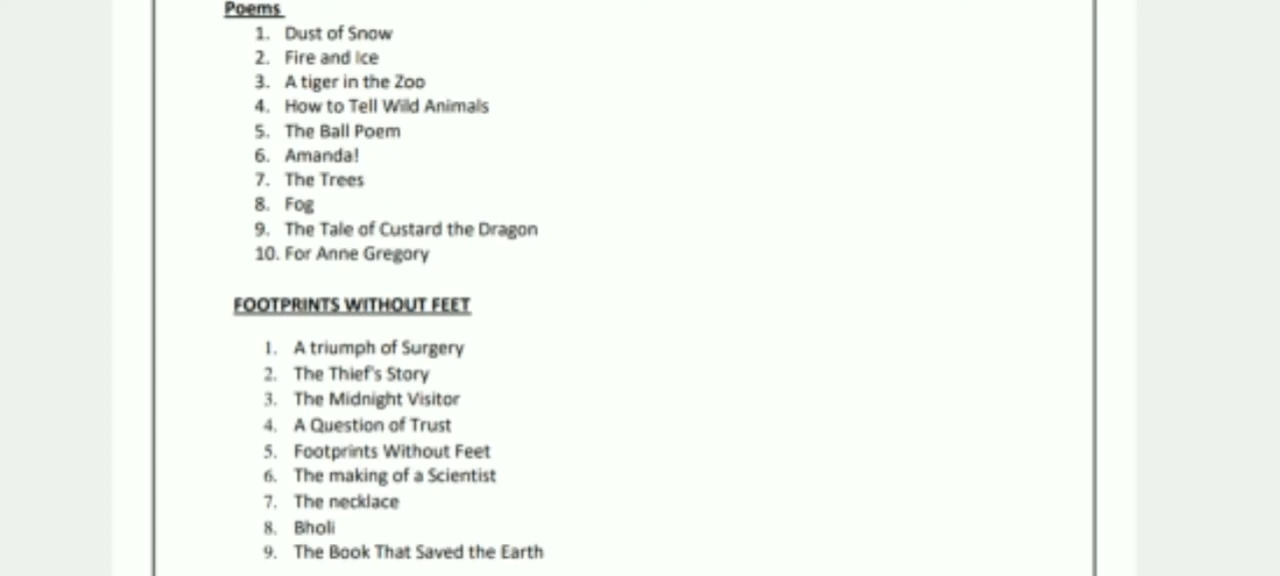 Poems
1. Dust of Snow
2. Fire and Ice
3. A tiger in the Zoo
4. How to Tell Wild Animals
5. The Ball Poem
6. Amanda!
7. The Trees
8. Fog
9. The Tale of Custard the Dragon
10. For Anne Gregory
FOOTPRINTS WITHOUT FEET
1. A triumph of Surgery
2. The Thief's Story
3. The Midnight Visitor
4. A Question of Trust
5. Footprints Without Feet
6. The making of a Scientist
7. The necklace
8. Bholi
9. The Book That Saved the Earth